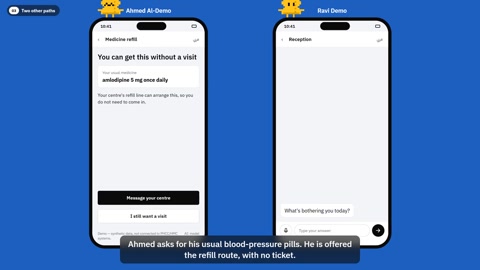 03 Two other paths
Ahmed Al-Demo
Ravi Demo
10:41
Medicine refill
You can get this without a visit
Your usual medicine
amlodipine 5 mg once daily
Your centre's refill line can arrange this, so you
do not need to come in.
Message your centre
I still want a visit
10:41
Reception
What's bothering you today?
Type your answer
Ahmed asks for his usual blood-pressure pills. He is offered
the refill route, with no ticket.